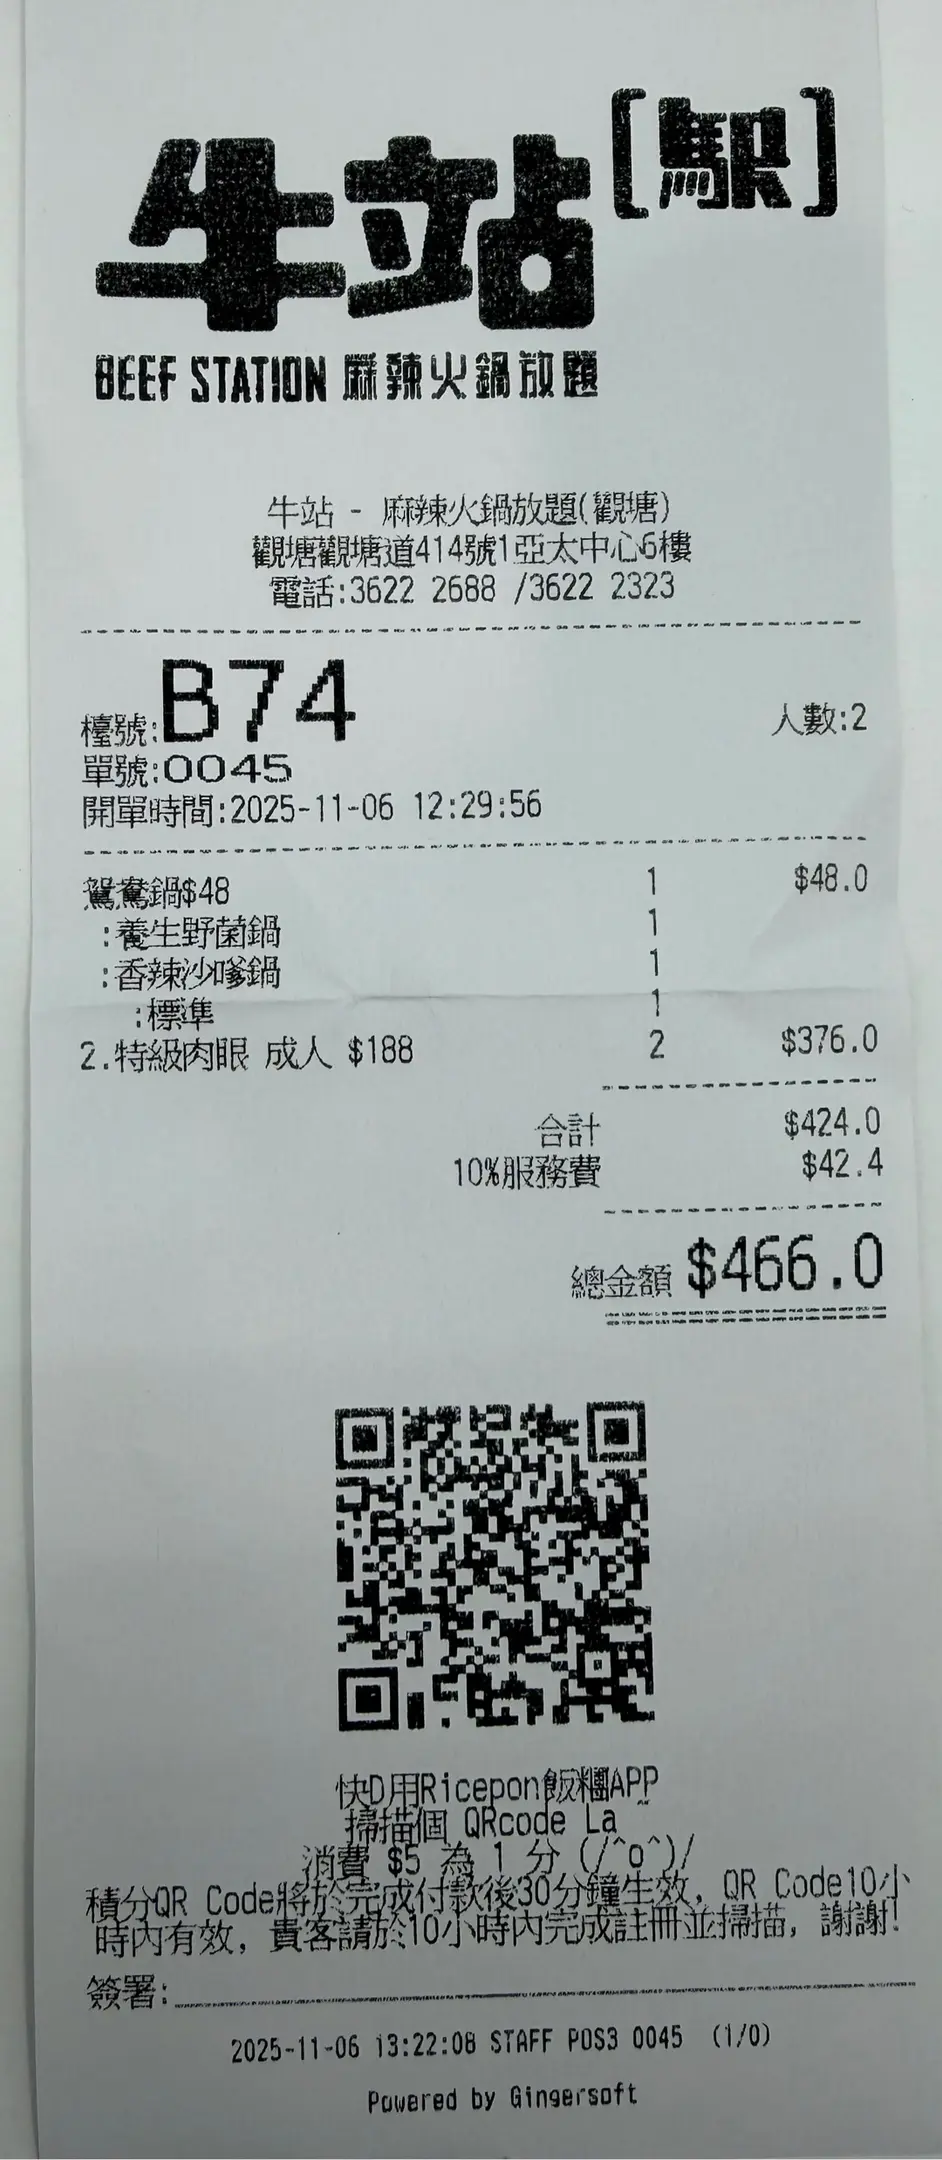 牛站[駅]
BEEF STATION 麻辣火鍋放題
牛站 - 麻辣火鍋放題(觀塘)
觀塘觀塘道414號1亞太中心6樓
電話:3622 2688 /3622 2323
檯號:B74 人數:2
單號:0045
開單時間:2025-11-06 12:29:56
鴛鴦鍋$48 1 $48.0
:養生野菌鍋 1
:香辣沙嗲鍋 1
:標準 1
2.特級肉眼 成人 $188 2 $376.0
合計 $424.0
10%服務費 $42.4
總金額 $466.0
快D用Ricepon飯糰APP
掃描個 QRcode La~
消費 $5 為 1 分 (/^o^)/
積分QR Code將於完成付款後30分鐘生效, QR Code10小
時內有效, 貴客請於10小時內完成註冊並掃描, 謝謝!
簽署:
2025-11-06 13:22:08 STAFF POS3 0045 (1/0)
Powered by Gingersoft